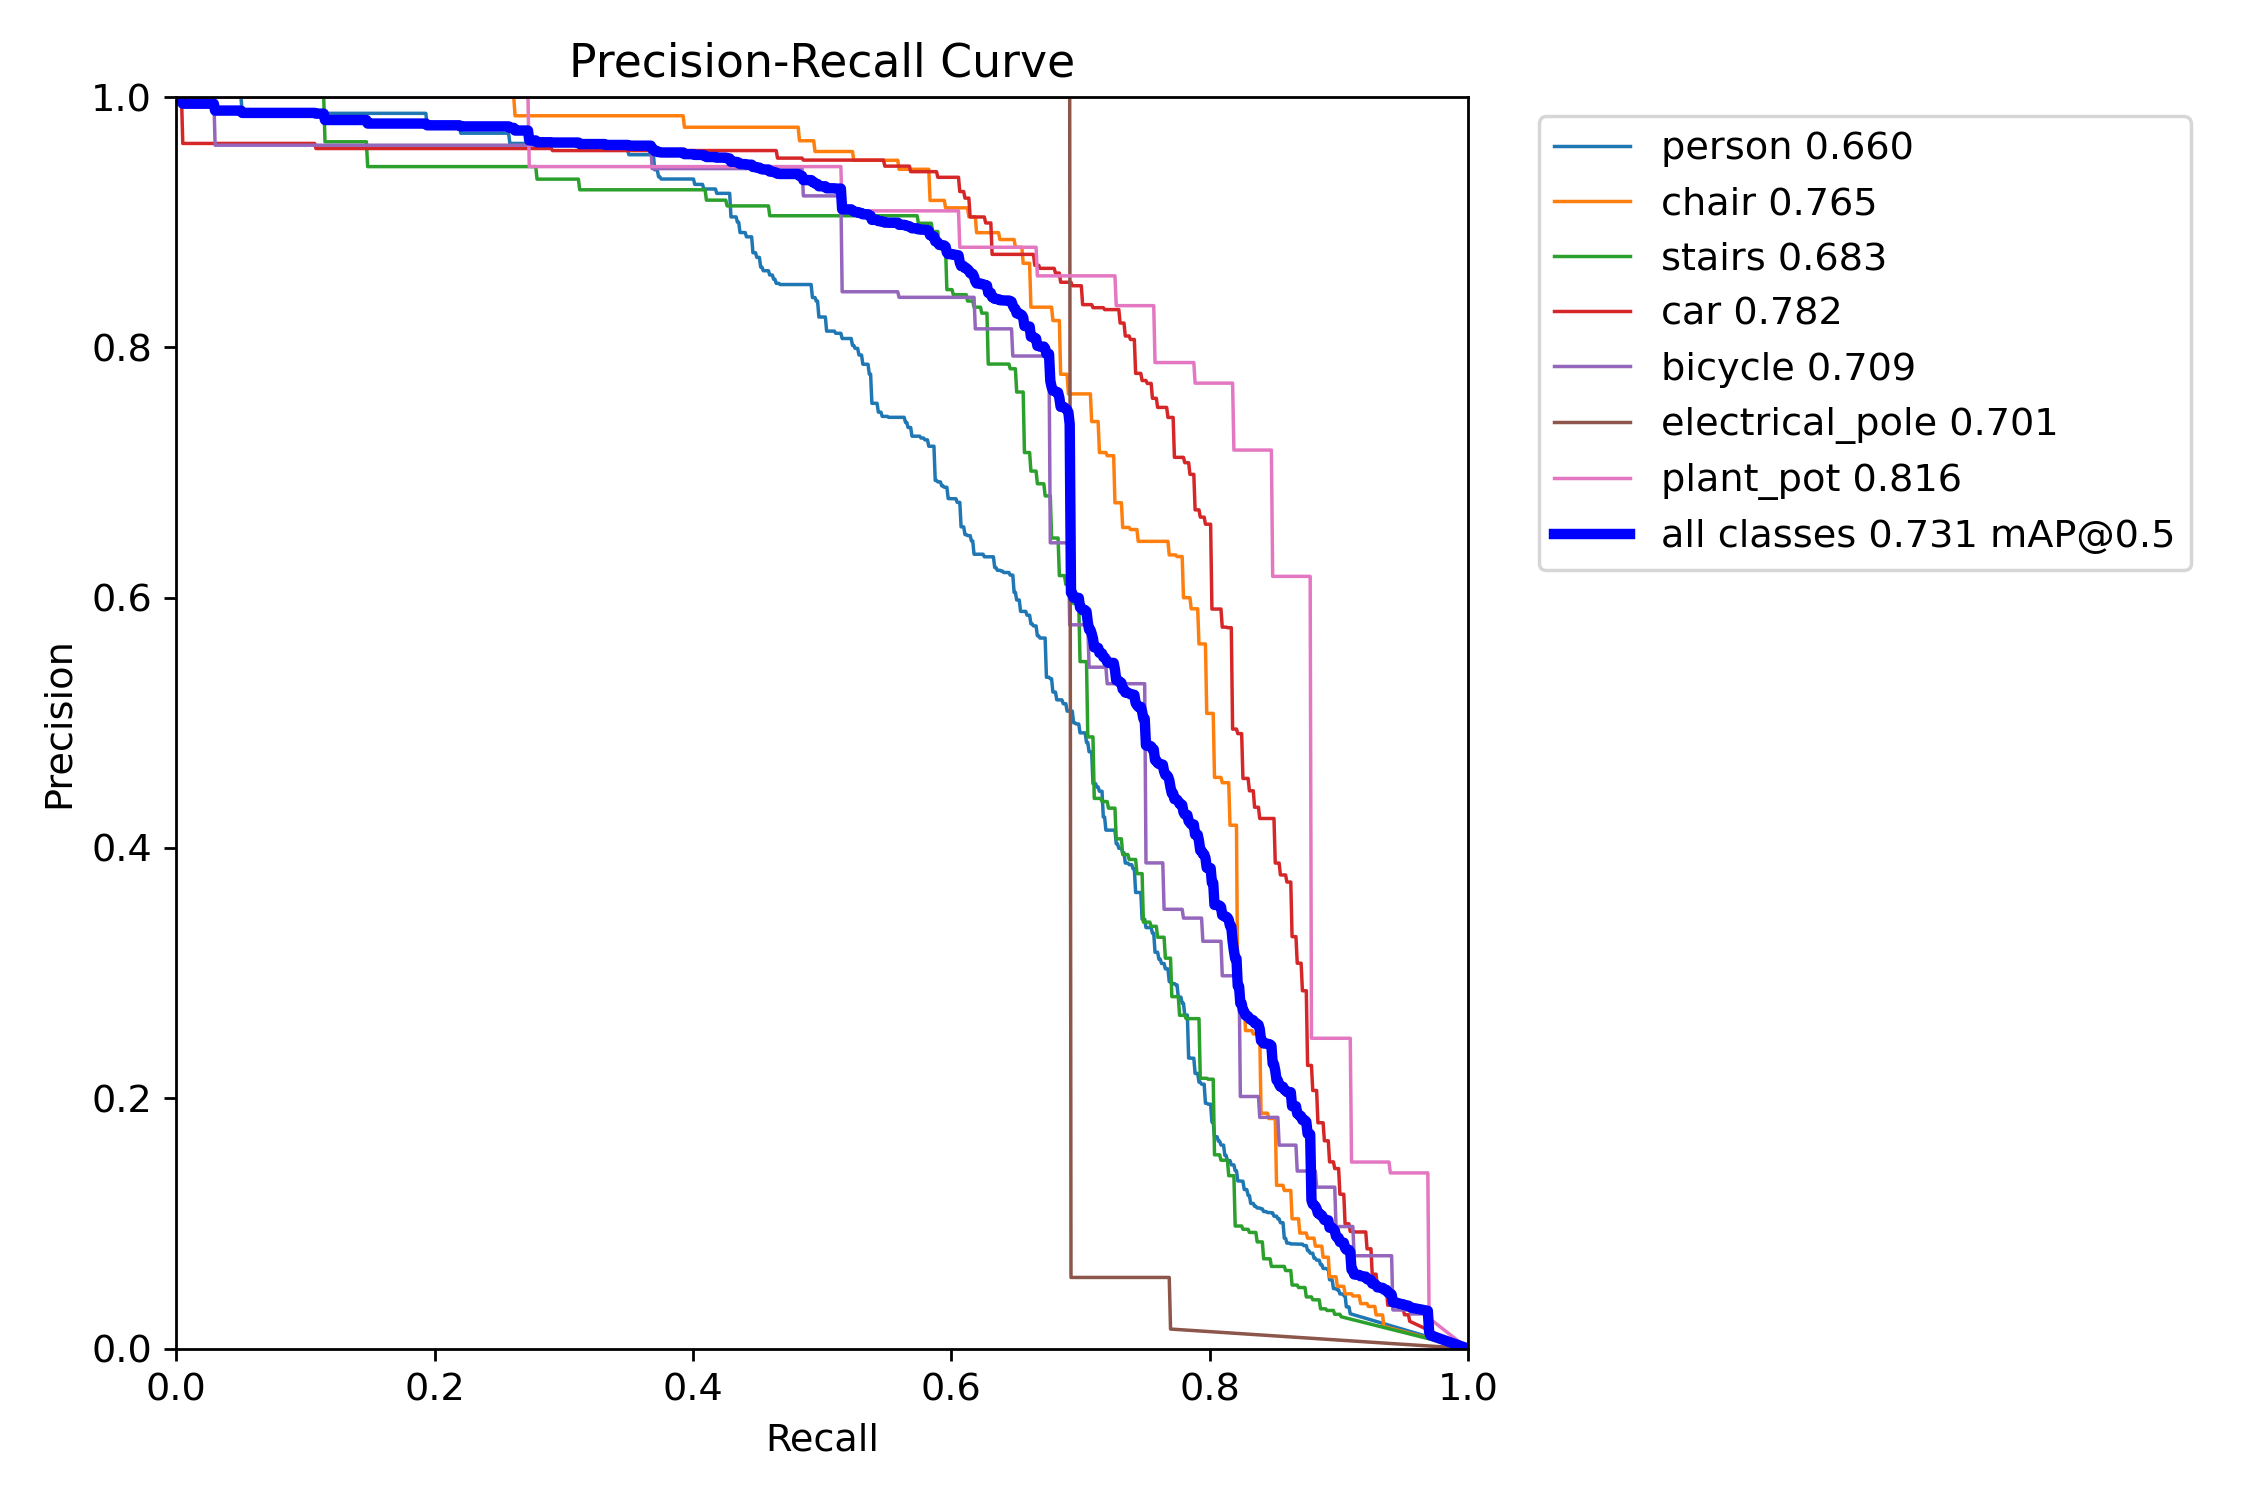 Precision-Recall Curve
1.0
0.8
0.6
0.4
0.2
0.0
Precision
0.0 0.2 0.4 0.6 0.8 1.0
Recall
person 0.660
chair 0.765
stairs 0.683
car 0.782
bicycle 0.709
electrical_pole 0.701
plant_pot 0.816
all classes 0.731 mAP@0.5